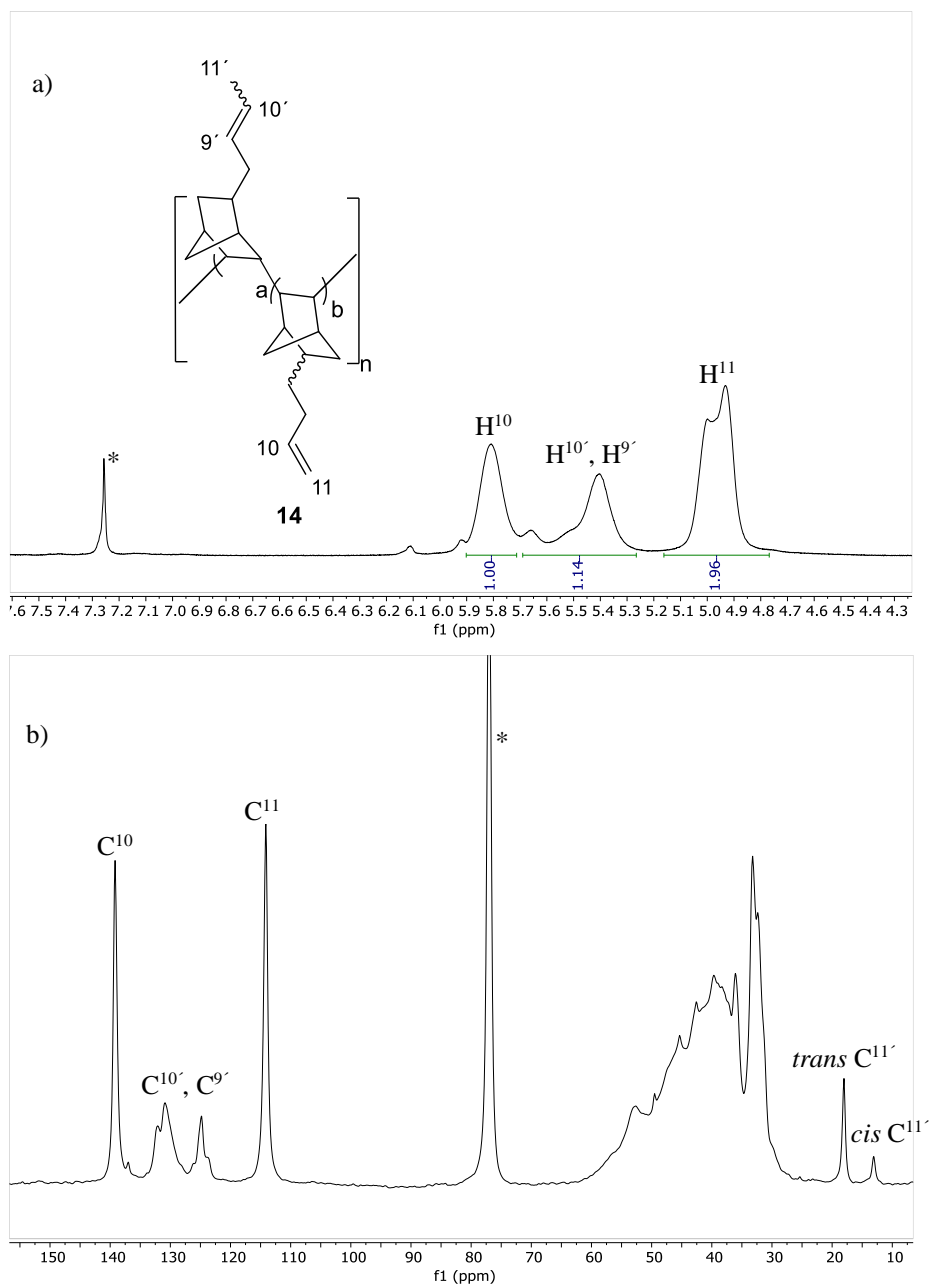 a)
11´
10´
9´
a
b
n
10
11
14
*
H¹⁰
H¹⁰´, H⁹´
H¹¹
1.00
1.14
1.96
7.6 7.5 7.4 7.3 7.2 7.1 7.0 6.9 6.8 6.7 6.6 6.5 6.4 6.3 6.2 6.1 6.0 5.9 5.8 5.7 5.6 5.5 5.4 5.3 5.2 5.1 5.0 4.9 4.8 4.7 4.6 4.5 4.4 4.3
f1 (ppm)
b)
C¹⁰
C¹⁰´, C⁹´
C¹¹
*
trans C¹¹´
cis C¹¹´
150 140 130 120 110 100 90 80 70 60 50 40 30 20 10
f1 (ppm)